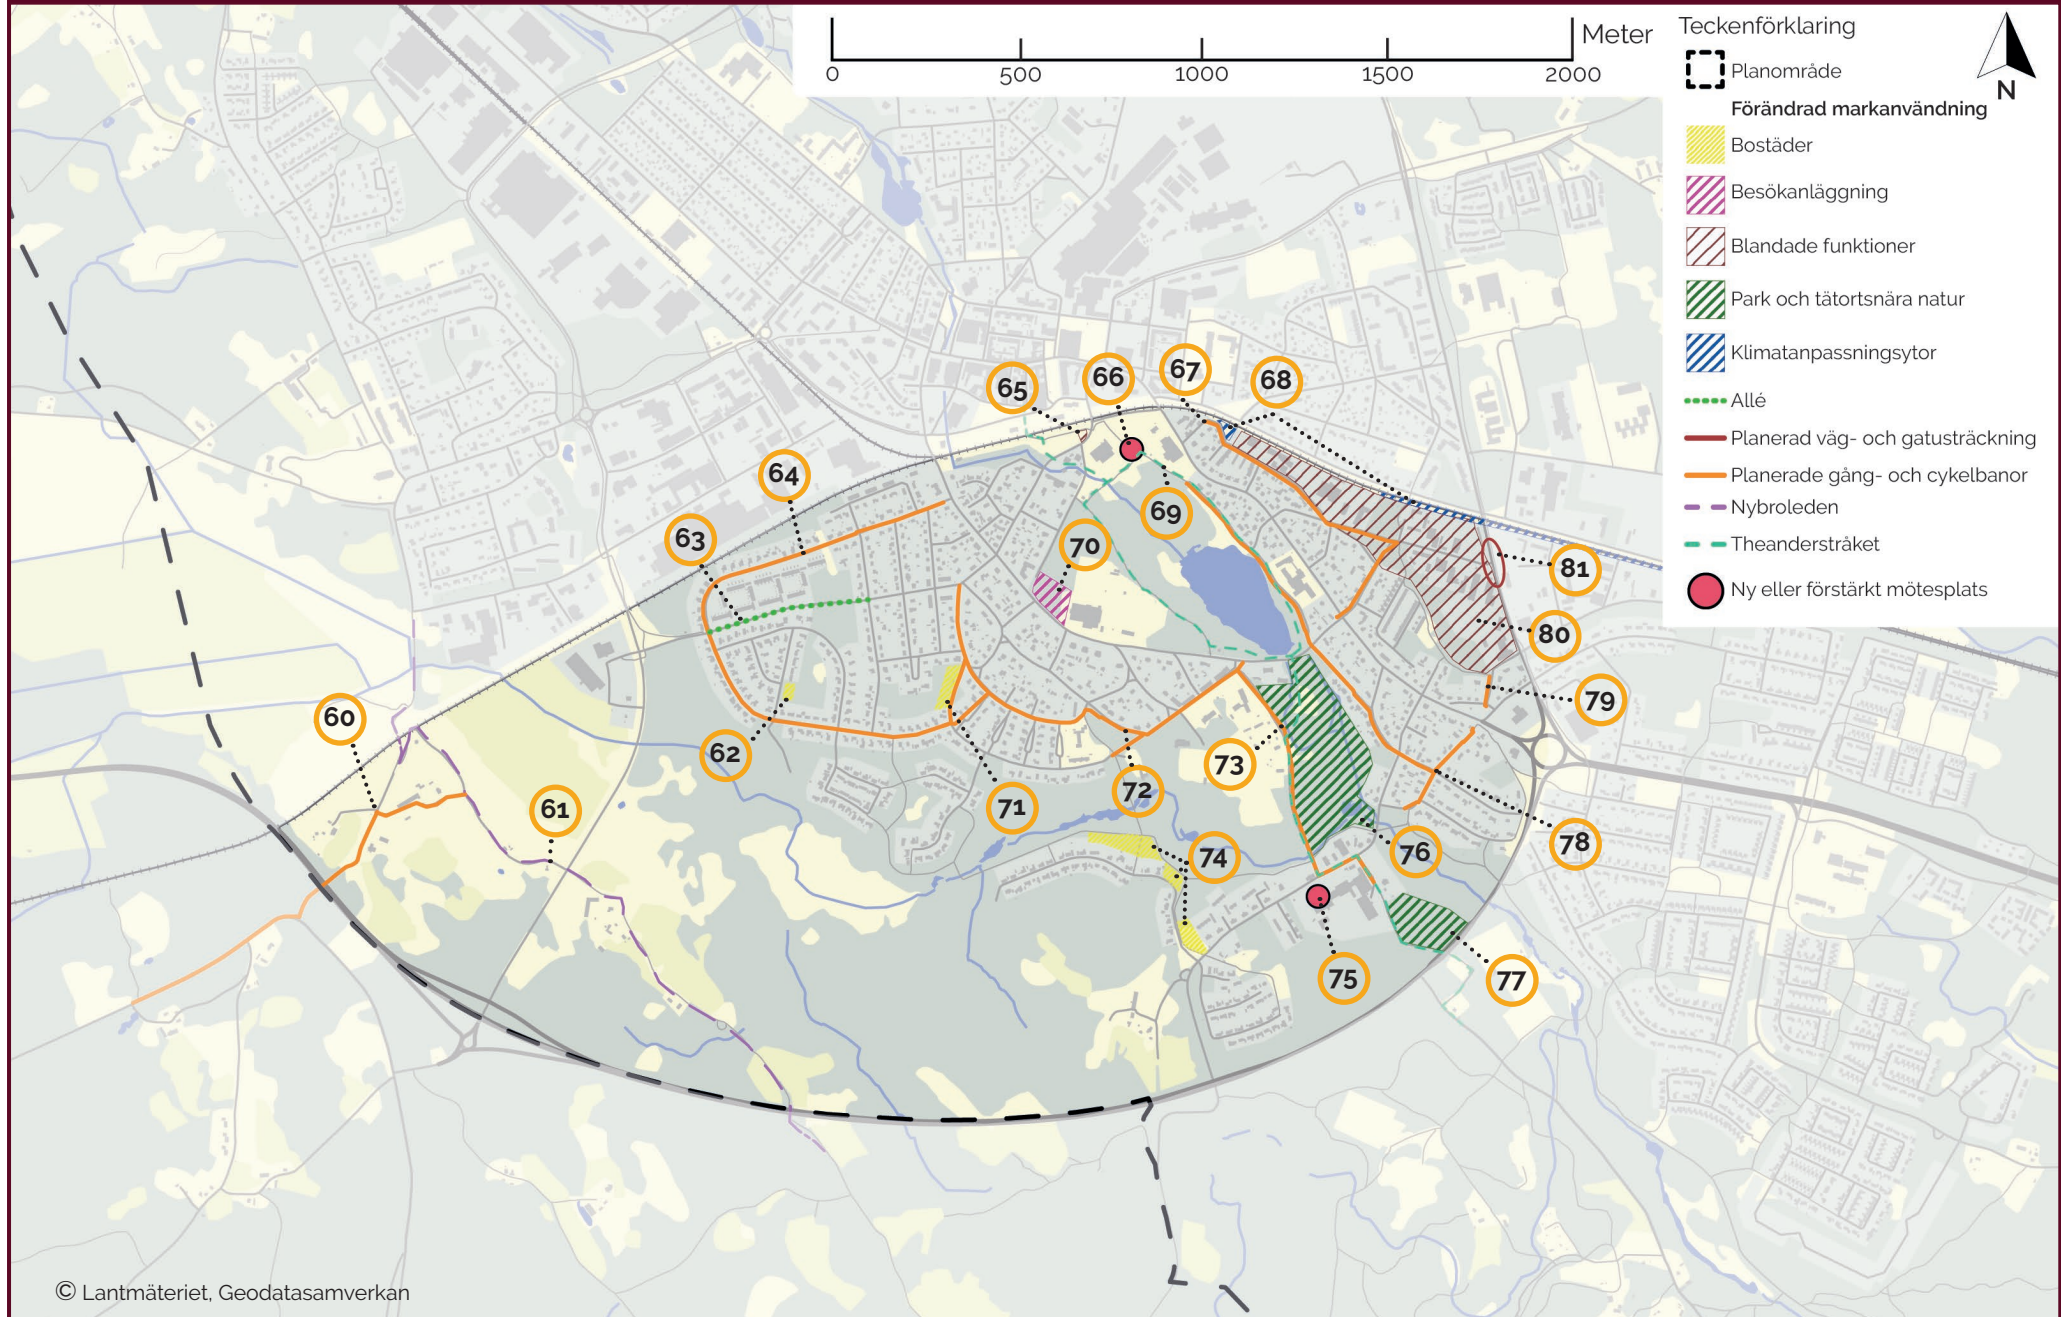 Meter
0
500
1000
1500
2000
Teckenförklaring
Planområde
Förändrad markanvändning
Bostäder
Besökanläggning
Blandade funktioner
Park och tätortsnära natur
Klimatanpassningsytor
Allé
Planerad väg- och gatusträckning
Planerade gång- och cykelbanor
Nybroleden
Theanderstråket
Ny eller förstärkt mötesplats
N
65
66
67
68
64
63
69
70
81
80
79
60
62
61
71
72
73
74
76
78
75
77
© Lantmäteriet, Geodatasamverkan